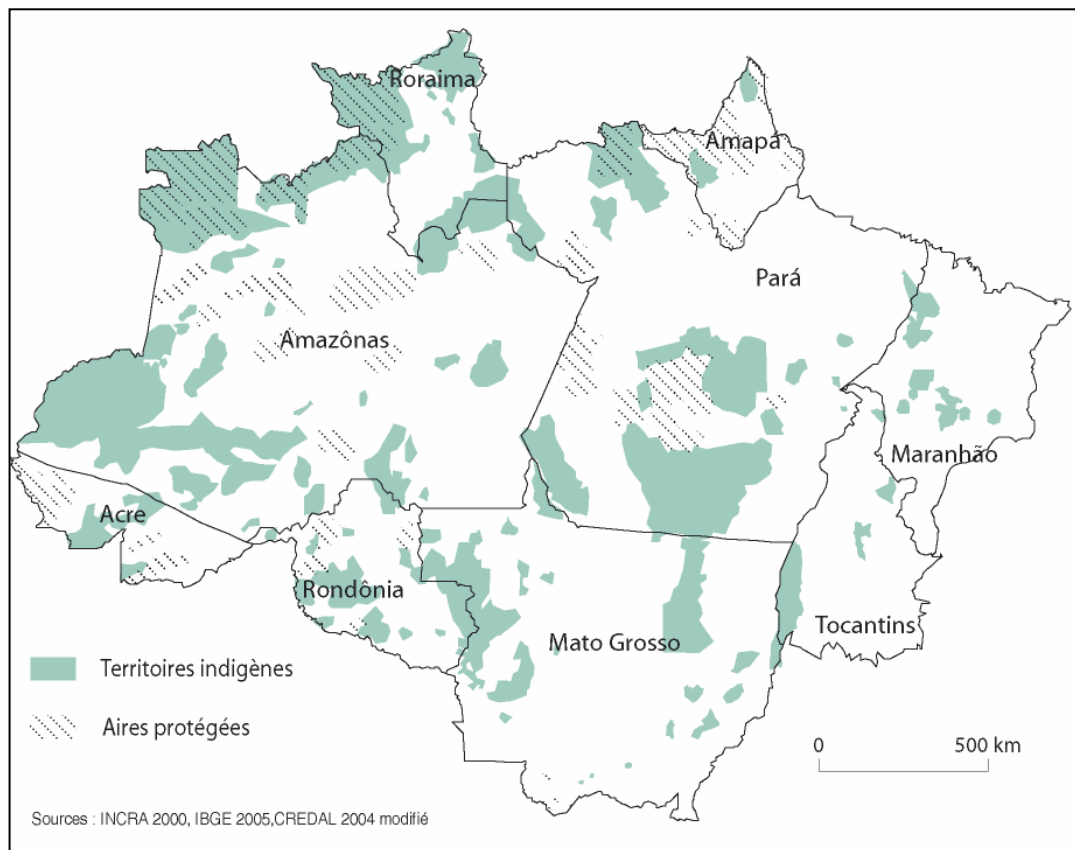 Roraima
Amapá
Pará
Amazônas
Maranhão
Acre
Rondônia
Mato Grosso
Tocantins
Territoires indigènes
Aires protégées
0 500 km
Sources : INCRA 2000, IBGE 2005,CREDAL 2004 modifié